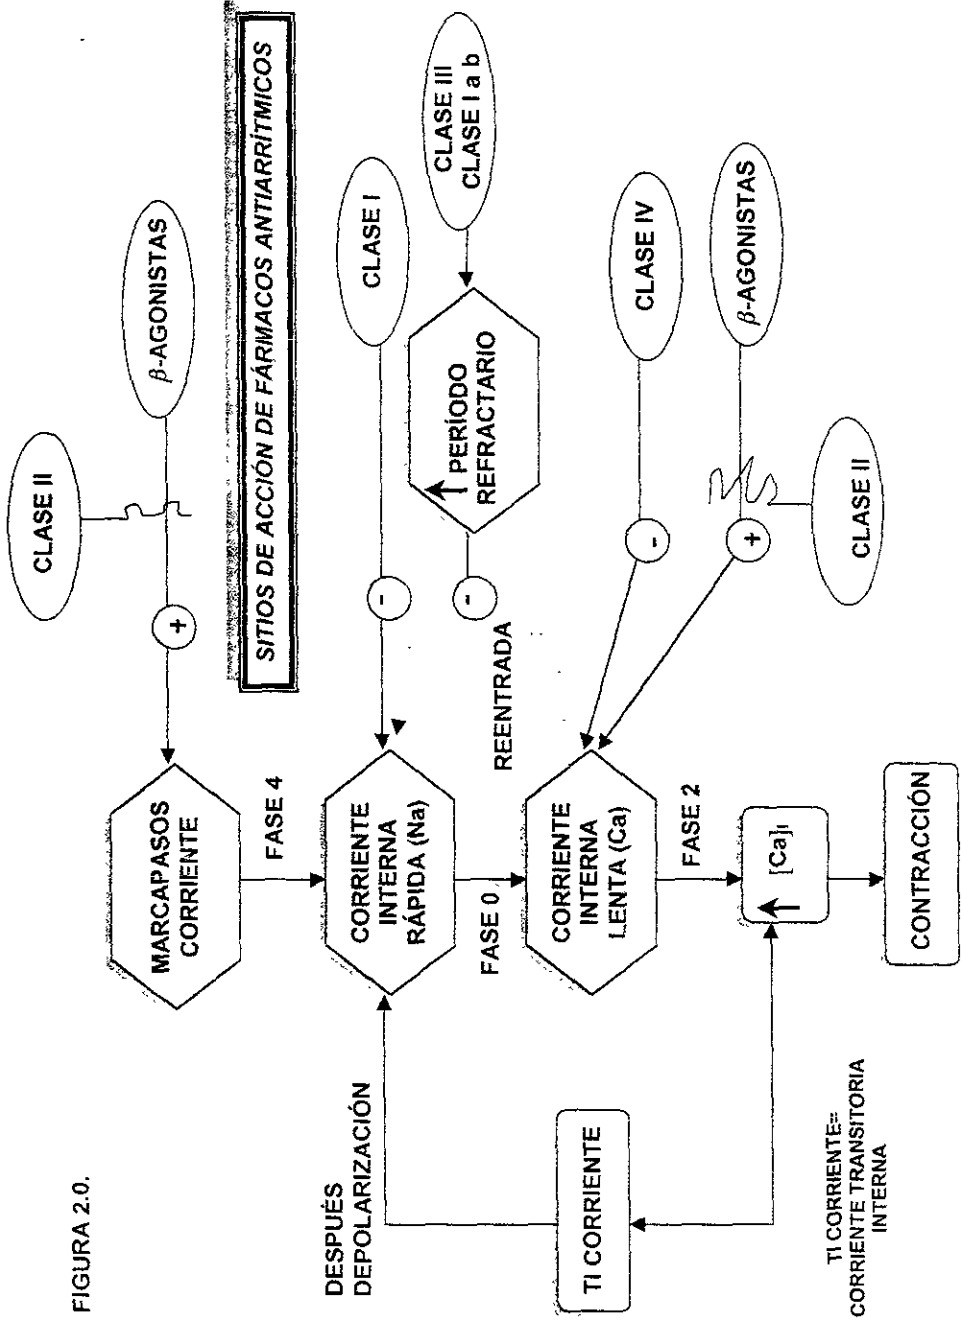 FIGURA 2.0.
CLASE II
MARCAPASOS
CORRIENTE
+
β-AGONISTAS
FASE 4
SITIOS DE ACCIÓN DE FÁRMACOS ANTIARRÍTMICOS
DESPUÉS
DEPOLARIZACIÓN
CORRIENTE
INTERNA
RÁPIDA (Na)
-
CLASE I
FASE 0
REENTRADA
-
PERÍODO
REFRACTARIO
CLASE III
CLASE I a b
CORRIENTE
INTERNA
LENTA (Ca)
-
CLASE IV
FASE 2
+
β-AGONISTAS
TI CORRIENTE
[Ca]i
CLASE II
TI CORRIENTE=
CORRIENTE TRANSITORIA
INTERNA
CONTRACCIÓN